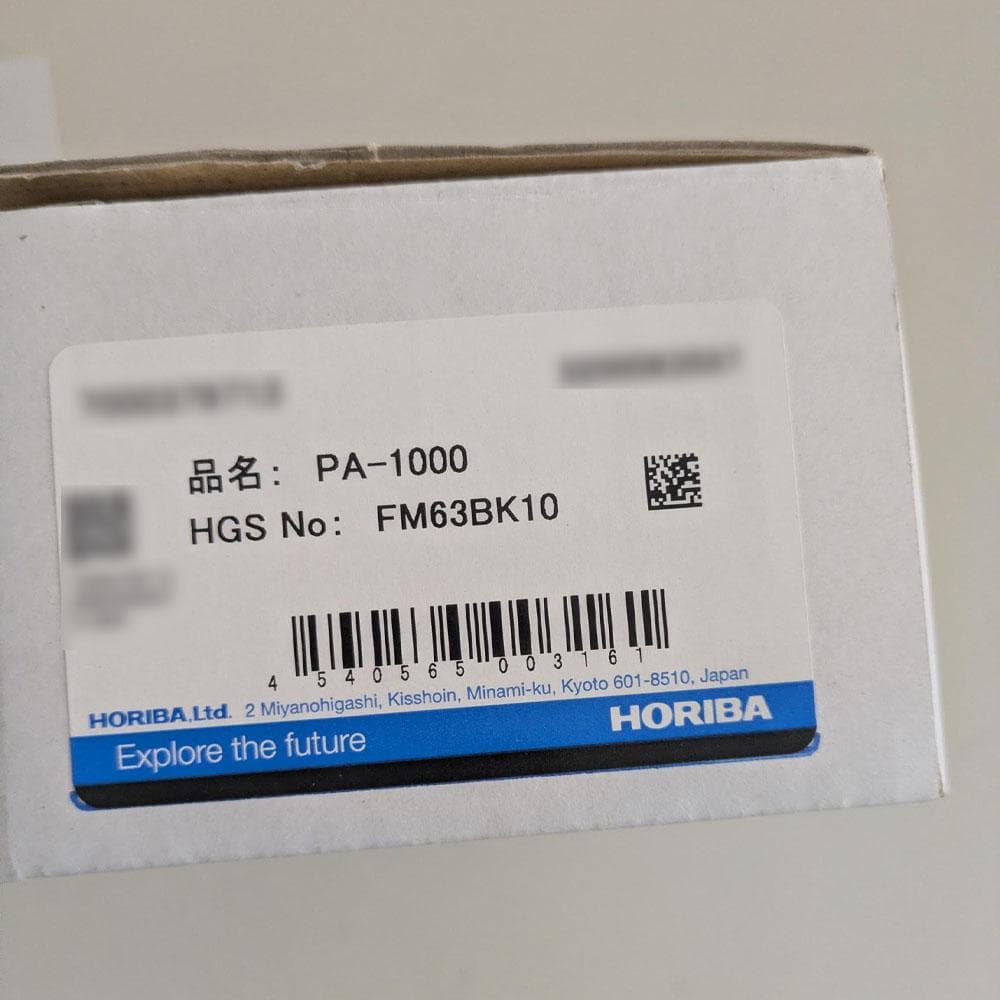 品名: PA-1000
HGS No: FM63BK10
4 540565 003161
HORIBA,Ltd. 2 Miyanohigashi, Kisshoin, Minami-ku, Kyoto 601-8510, Japan
Explore the future HORIBA